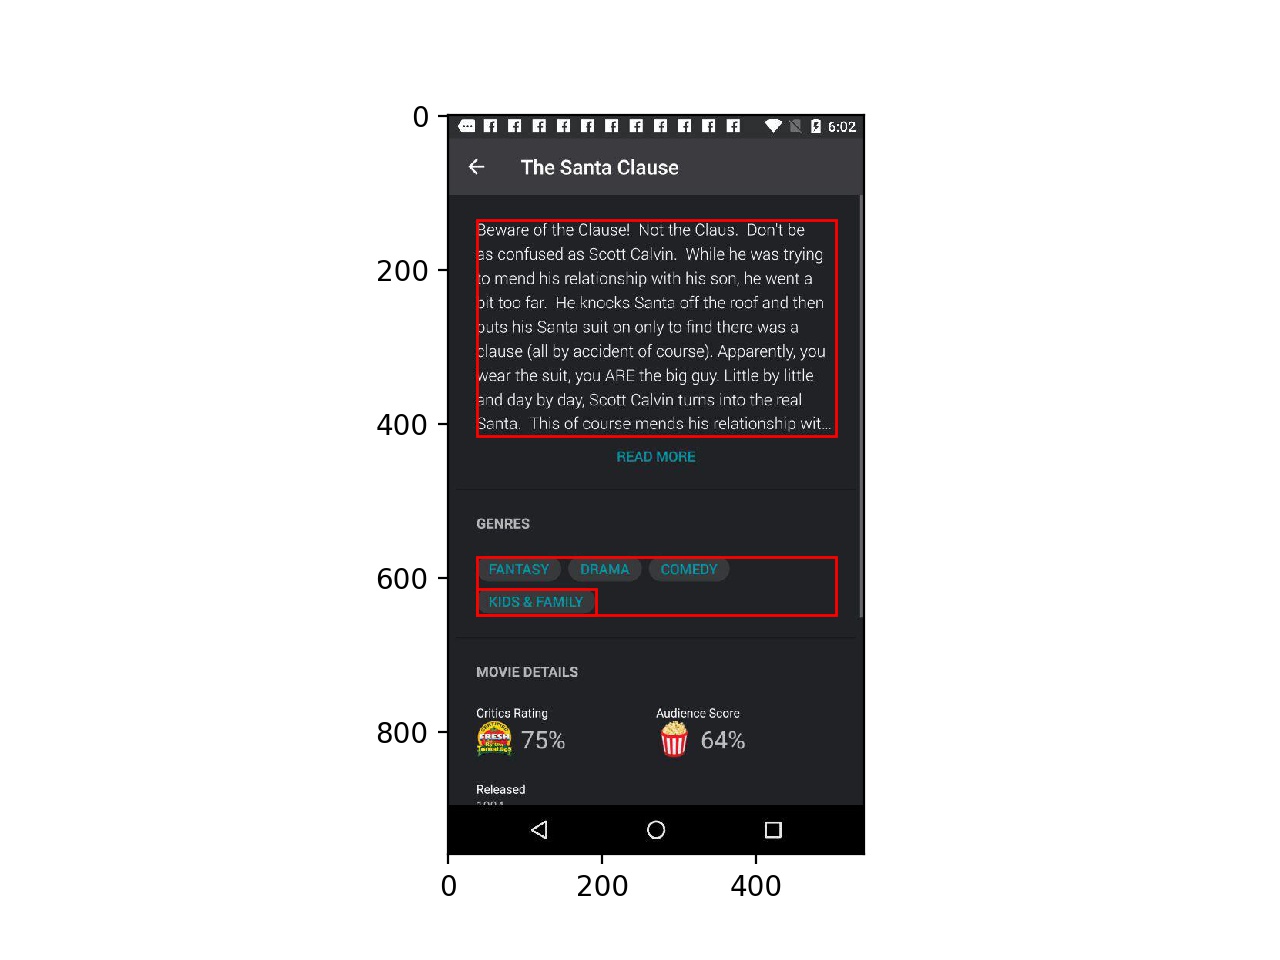 0
6:02
The Santa Clause
Beware of the Clause!  Not the Claus.  Don't be
as confused as Scott Calvin.  While he was trying
to mend his relationship with his son, he went a
bit too far.  He knocks Santa off the roof and then
puts his Santa suit on only to find there was a
clause (all by accident of course). Apparently, you
wear the suit, you ARE the big guy. Little by little
and day by day, Scott Calvin turns into the real
Santa.  This of course mends his relationship wit...
READ MORE
200
400
GENRES
FANTASY DRAMA COMEDY
600
KIDS & FAMILY
MOVIE DETAILS
Critics Rating Audience Score
FRESH
75% 64%
800
Released
0 200 400